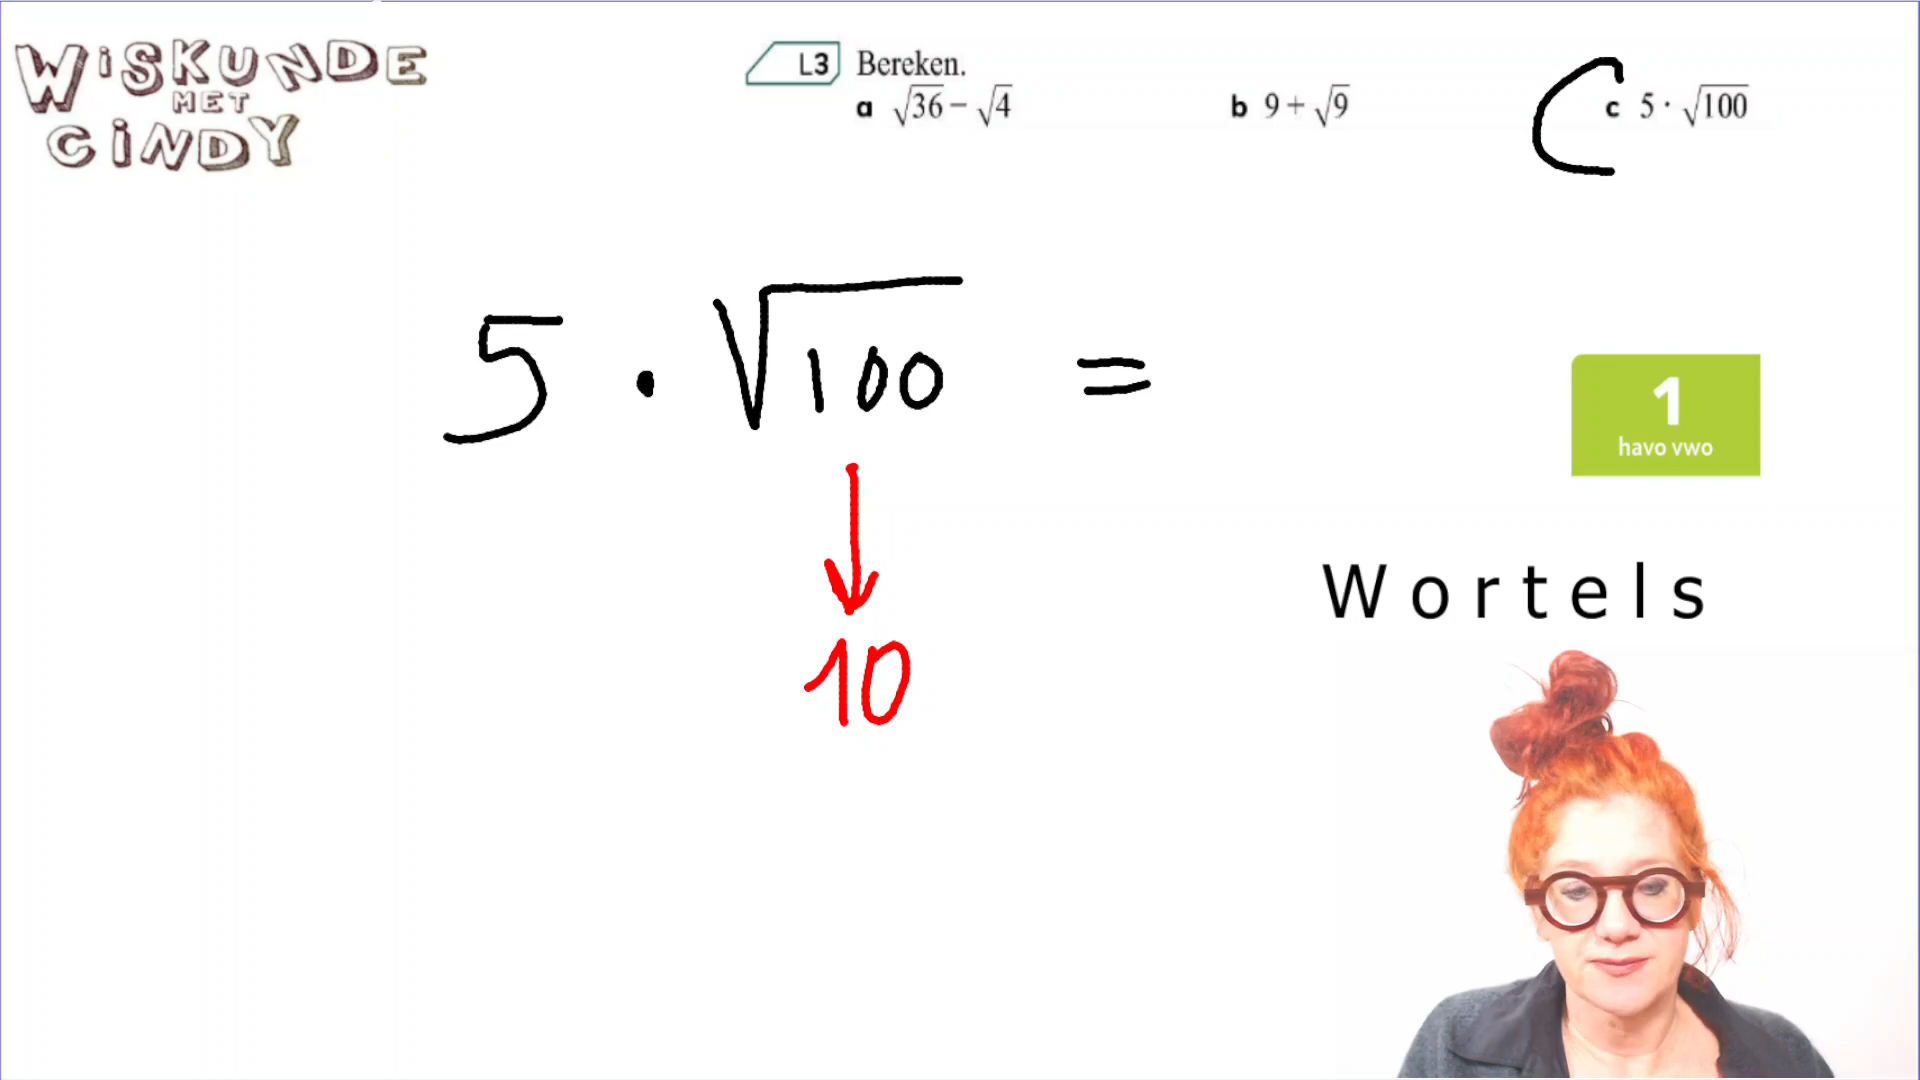 WiSKUNDE
MET
CiNDY
L3 Bereken.
a √36 − √4 b 9 + √9 c 5 · √100
C
5 · √100 =
10
1
havo vwo
Wortels